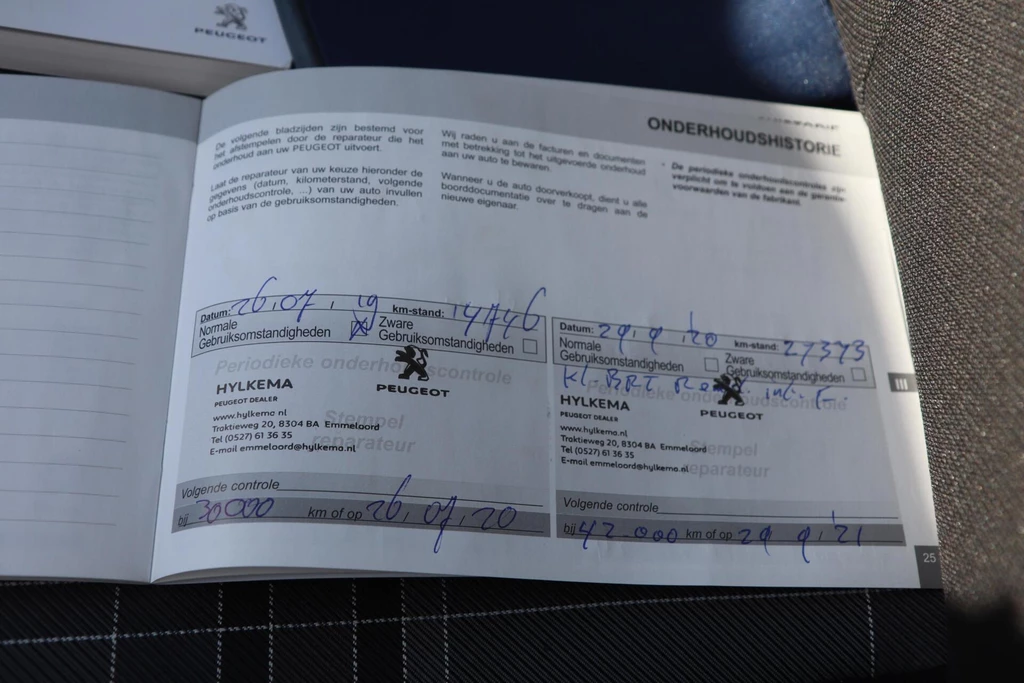 PEUGEOT
ONDERHOUDSHISTORIE
De volgende bladzijden zijn bestemd voor
het afstempelen door de reparateur die het
onderhoud aan uw PEUGEOT uitvoert.
Laat de reparateur van uw keuze hieronder de
gegevens (datum, kilometerstand, volgende
onderhoudscontrole, ...) van uw auto invullen
op basis van de gebruiksomstandigheden.
Wij raden u aan de facturen en documenten
met betrekking tot het uitgevoerde onderhoud
aan uw auto te bewaren.
Wanneer u de auto doorverkoopt, dient u alle
boorddocumentatie over te dragen aan de
nieuwe eigenaar.
• De periodieke onderhoudscontroles zijn
verplicht om te voldoen aan de garantie-
voorwaarden van de fabrikant.
Datum: 26,07, 19 km-stand: 14746
Normale Gebruiksomstandigheden
Zware Gebruiksomstandigheden
Periodieke onderhoudscontrole
PEUGEOT
HYLKEMA
PEUGEOT DEALER
www.hylkema.nl
Traktieweg 20, 8304 BA Emmeloord
Tel (0527) 61 36 35
E-mail emmeloord@hylkema.nl
Stempel
reparateur
Volgende controle
bij 30000 km of op 26,07,20
Datum: 29, 9, '20 km-stand: 27373
Normale Gebruiksomstandigheden
Zware Gebruiksomstandigheden
Kl. BRT
Periodieke onderhoudscontrole
PEUGEOT
HYLKEMA
PEUGEOT DEALER
www.hylkema.nl
Traktieweg 20, 8304 BA Emmeloord
Tel (0527) 61 36 35
E-mail emmeloord@hylkema.nl
Stempel
reparateur
Volgende controle
bij 42.000 km of op 29 9, '21
III
25